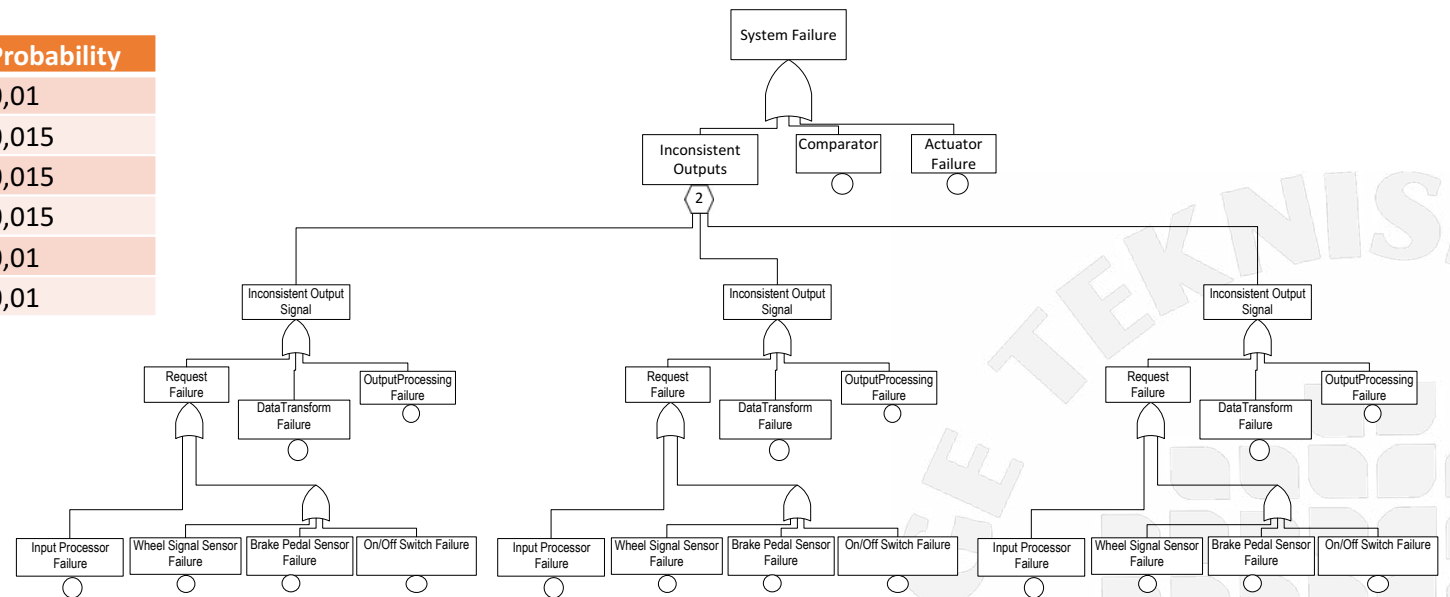 Probability
0,01
0,015
0,015
0,015
0,01
0,01
System Failure
Inconsistent
Outputs
Comparator
Actuator
Failure
2
Inconsistent Output
Signal
Inconsistent Output
Signal
Inconsistent Output
Signal
Request
Failure
DataTransform
Failure
OutputProcessing
Failure
Request
Failure
DataTransform
Failure
OutputProcessing
Failure
Request
Failure
DataTransform
Failure
OutputProcessing
Failure
Input Processor
Failure
Wheel Signal Sensor
Failure
Brake Pedal Sensor
Failure
On/Off Switch Failure
Input Processor
Failure
Wheel Signal Sensor
Failure
Brake Pedal Sensor
Failure
On/Off Switch Failure
Input Processor
Failure
Wheel Signal Sensor
Failure
Brake Pedal Sensor
Failure
On/Off Switch Failure